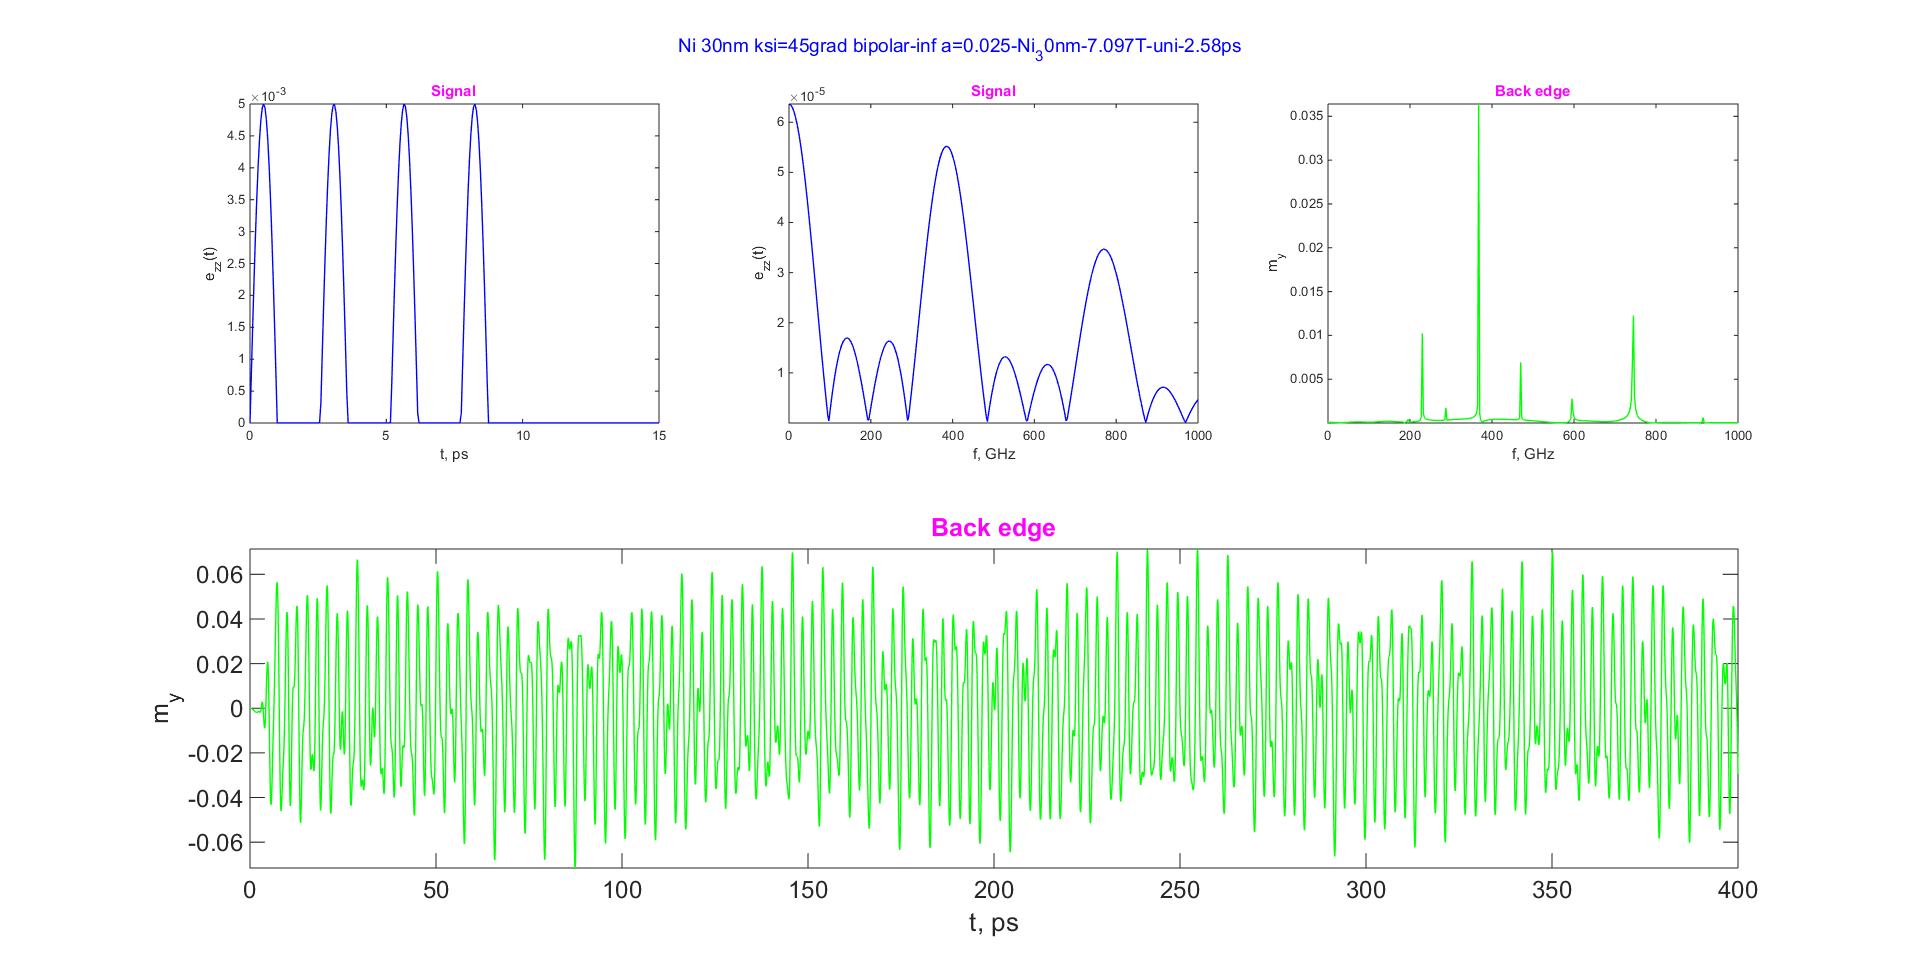 Ni 30nm ksi=45grad bipolar-inf a=0.025-Ni₃0nm-7.097T-uni-2.58ps
Signal
×10⁻³
5
4.5
4
3.5
3
2.5
2
1.5
1
0.5
0
e_zz(t)
0 5 10 15
t, ps
Signal
×10⁻⁵
6
5
4
3
2
1
e_zz(t)
0 200 400 600 800 1000
f, GHz
Back edge
0.035
0.03
0.025
0.02
0.015
0.01
0.005
m_y
0 200 400 600 800 1000
f, GHz
Back edge
0.06
0.04
0.02
0
-0.02
-0.04
-0.06
m_y
0 50 100 150 200 250 300 350 400
t, ps